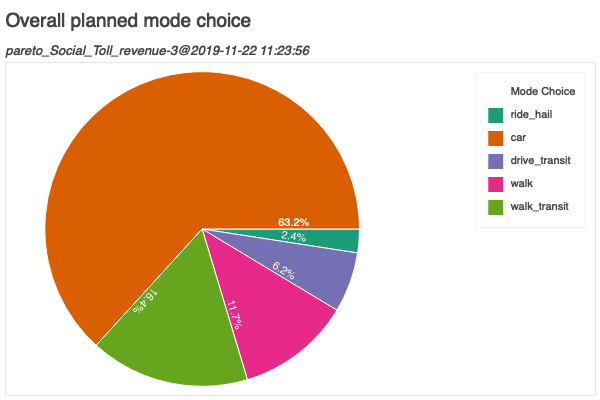 Overall planned mode choice
pareto_Social_Toll_revenue-3@2019-11-22 11:23:56
Mode Choice
ride_hail
car
drive_transit
walk
walk_transit
63.2%
2.4%
6.2%
11.7%
16.4%